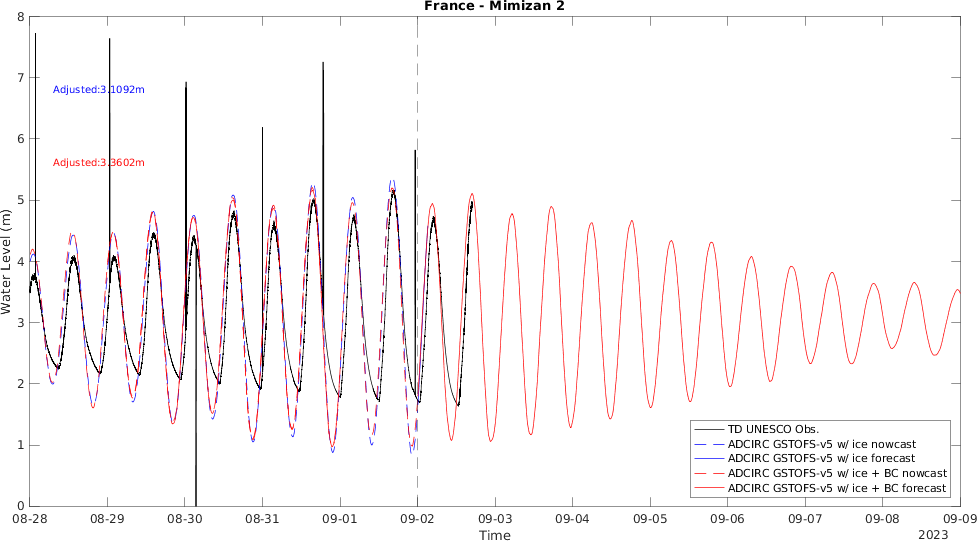 France - Mimizan 2
8
7
6
5
4
3
2
1
0
Water Level (m)
Adjusted:3.1092m
Adjusted:3.3602m
TD UNESCO Obs.
ADCIRC GSTOFS-v5 w/ ice nowcast
ADCIRC GSTOFS-v5 w/ ice forecast
ADCIRC GSTOFS-v5 w/ ice + BC nowcast
ADCIRC GSTOFS-v5 w/ ice + BC forecast
08-28 08-29 08-30 08-31 09-01 09-02 09-03 09-04 09-05 09-06 09-07 09-08 09-09
Time
2023